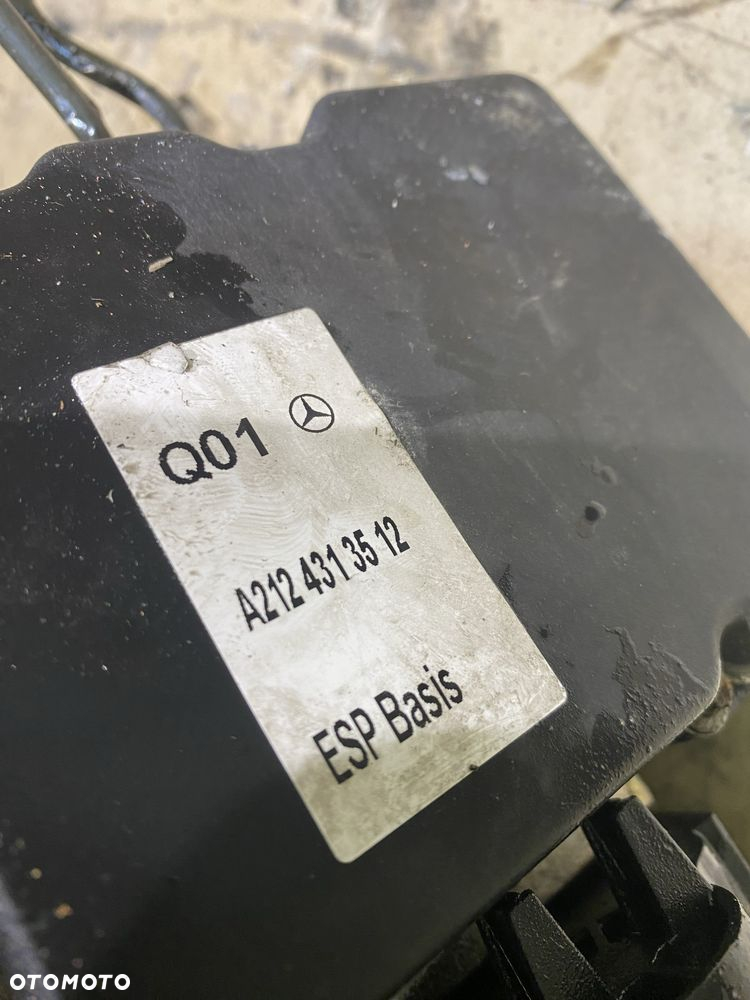 Q01
A212 431 35 12
ESP Basis
OTOMOTO